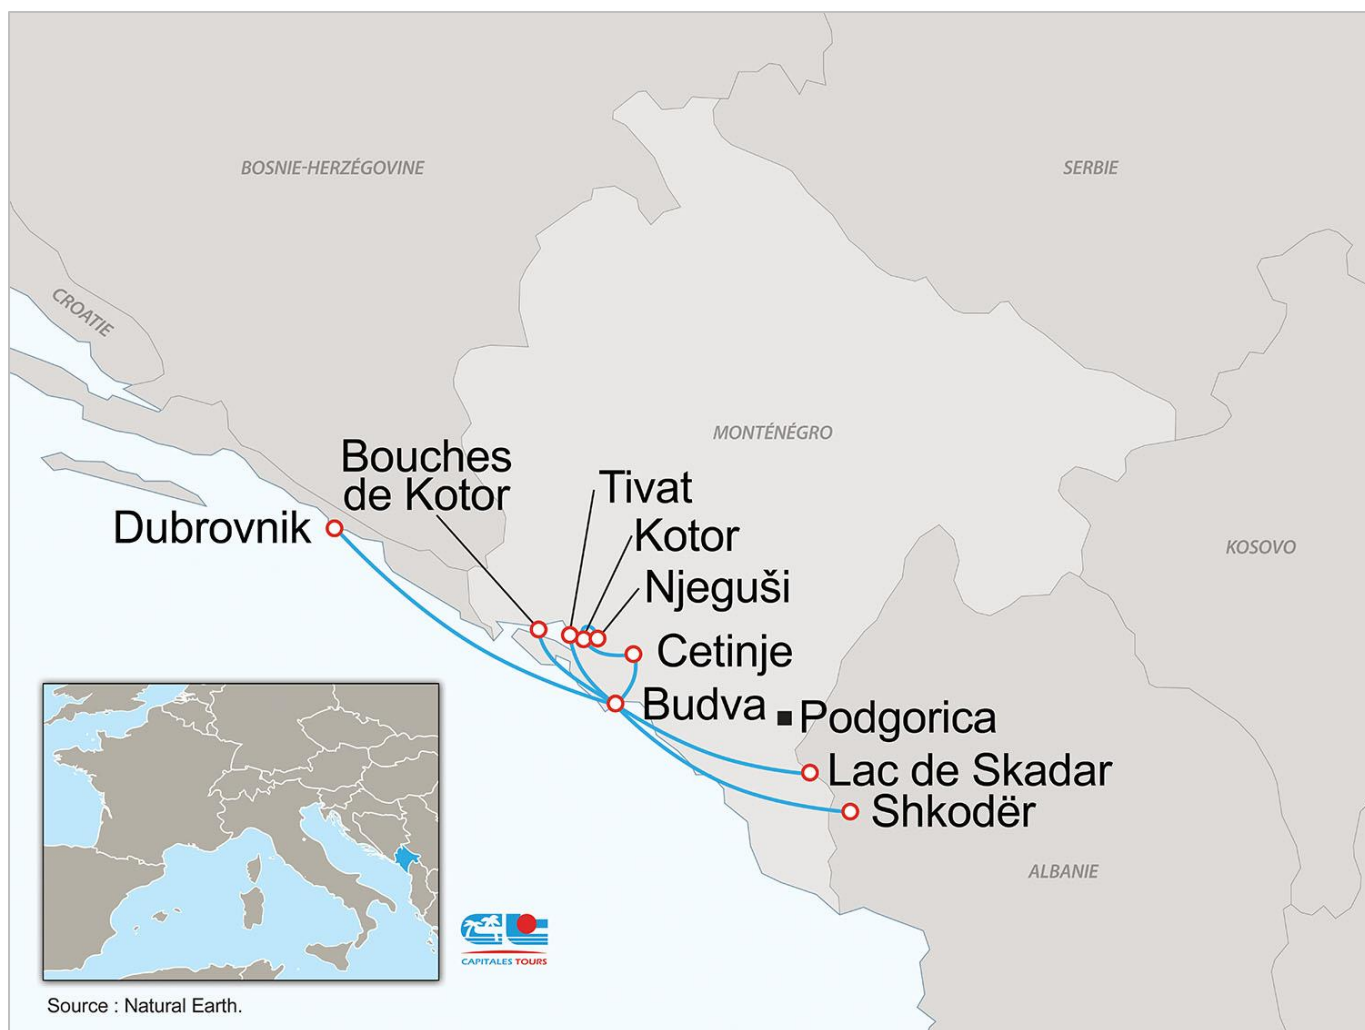 BOSNIE-HERZÉGOVINE
SERBIE
CROATIE
MONTÉNÉGRO
Bouches
de Kotor
Tivat
Dubrovnik
Kotor
KOSOVO
Njeguši
Cetinje
Budva
Podgorica
Lac de Skadar
Shkodër
ALBANIE
CAPITALES TOURS
Source : Natural Earth.